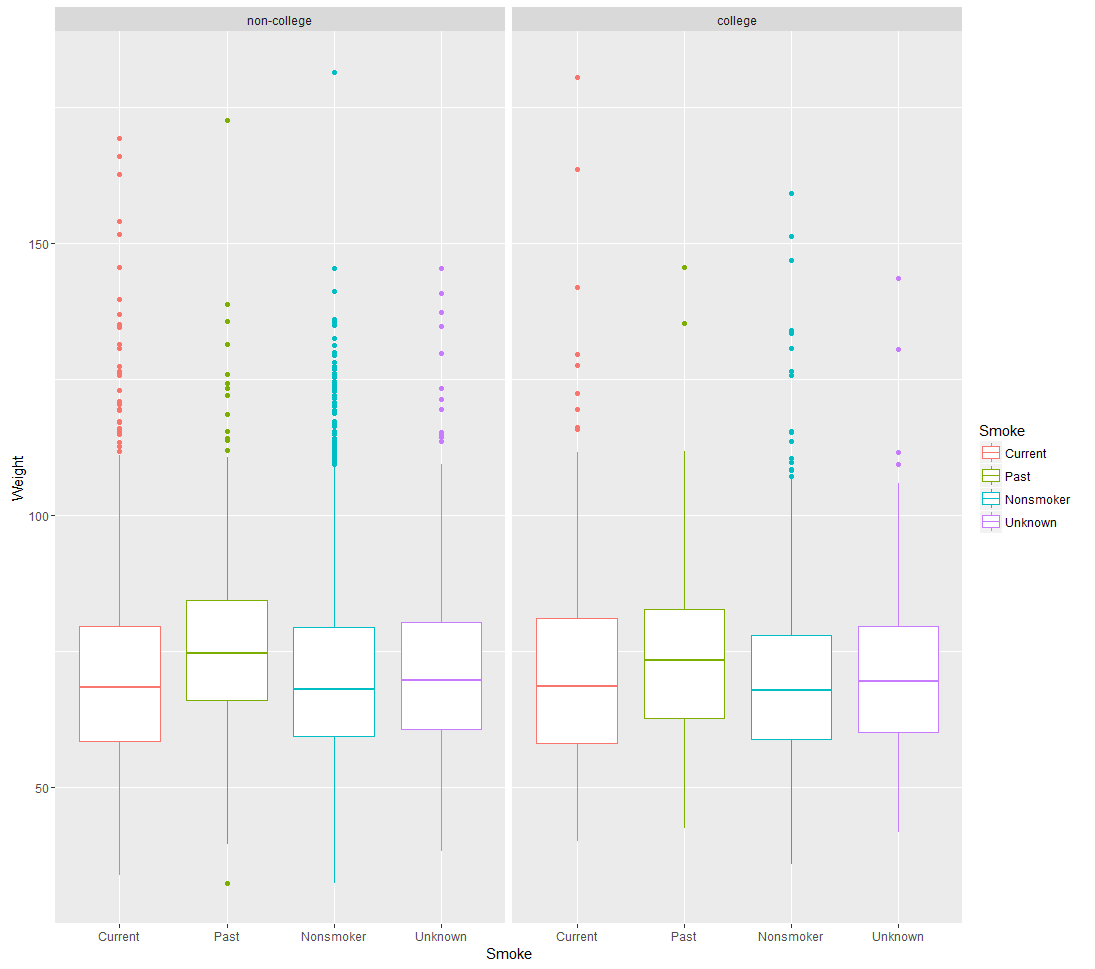 non-college college
Weight
150
100
50
Current Past Nonsmoker Unknown Current Past Nonsmoker Unknown
Smoke
Smoke
Current
Past
Nonsmoker
Unknown